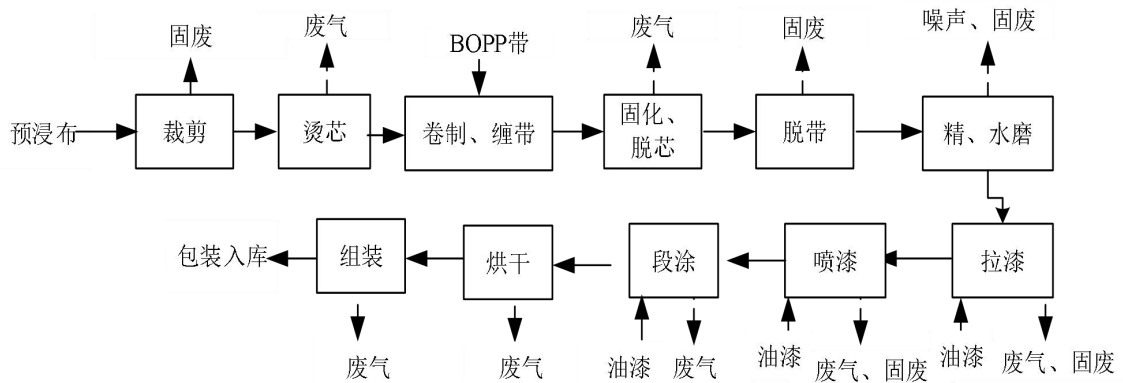 固废
废气
BOPP带
废气
固废
噪声、固废
预浸布
裁剪
烫芯
卷制、缠带
固化、
脱芯
脱带
精、水磨
包装入库
组装
烘干
段涂
喷漆
拉漆
废气
废气
油漆
废气
油漆
废气、固废
油漆
废气、固废